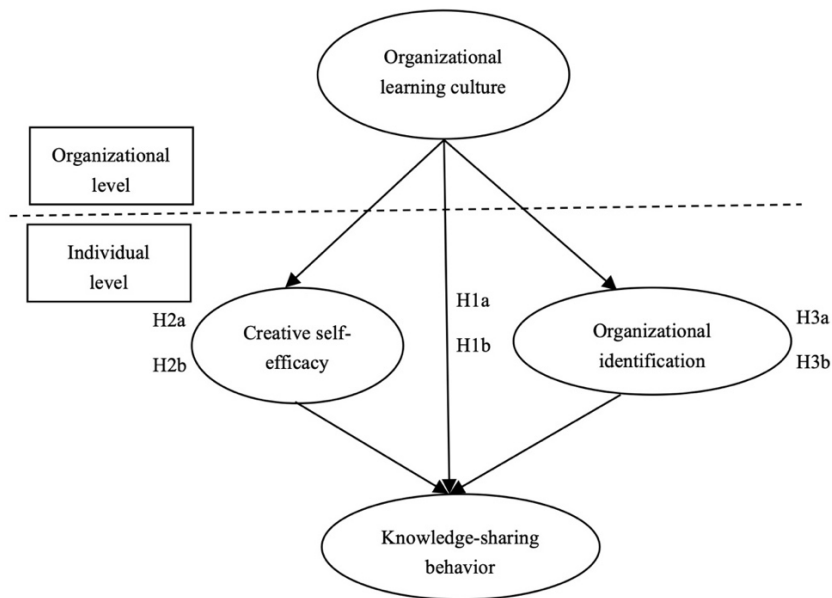 Organizational
learning culture
Organizational
level
Individual
level
H2a
H2b
Creative self-
efficacy
H1a
H1b
Organizational
identification
H3a
H3b
Knowledge-sharing
behavior